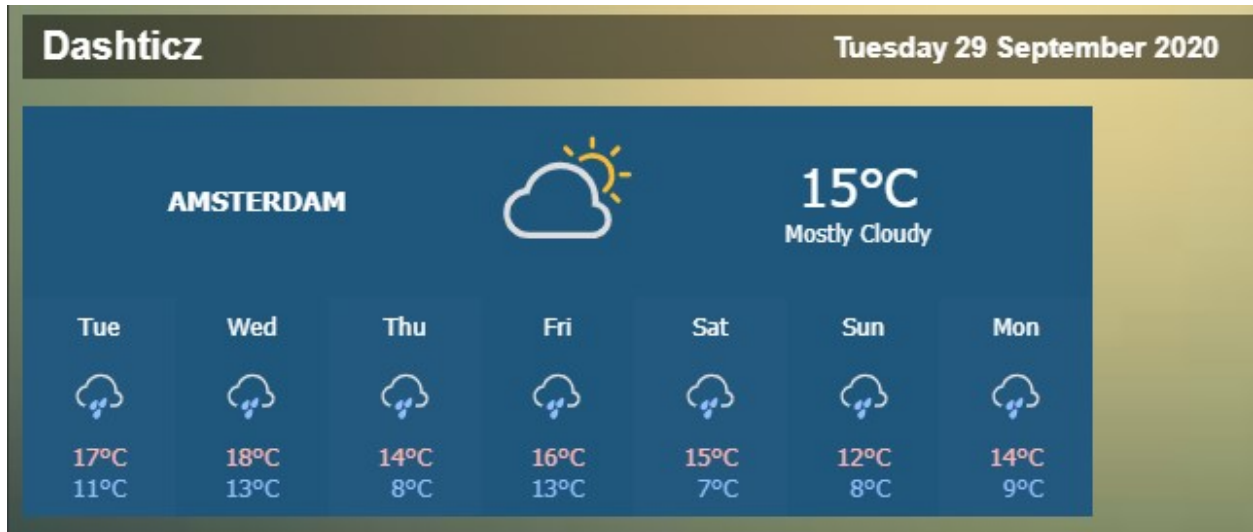 Dashticz Tuesday 29 September 2020
AMSTERDAM
15°C
Mostly Cloudy
Tue Wed Thu Fri Sat Sun Mon
17°C 18°C 14°C 16°C 15°C 12°C 14°C
11°C 13°C 8°C 13°C 7°C 8°C 9°C